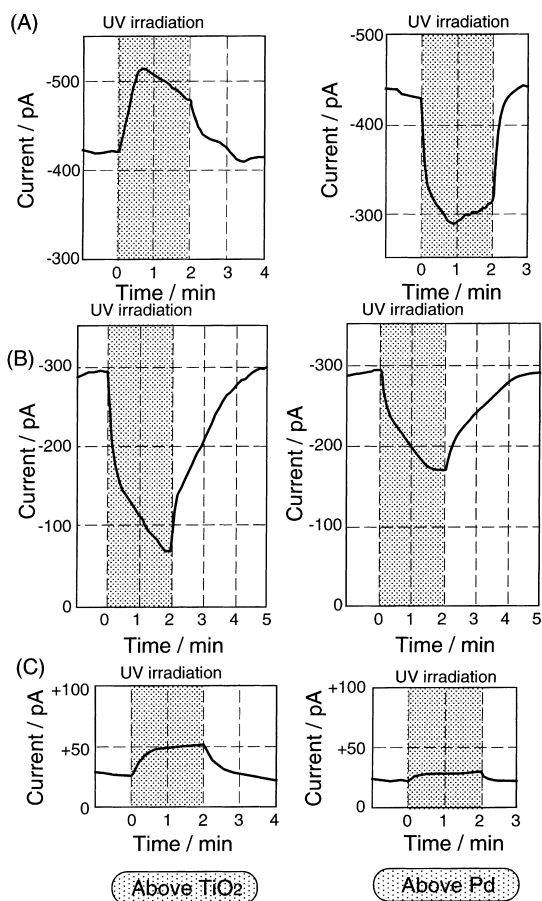 (A)
UV irradiation
UV irradiation
Current / pA
-500
-400
-300
0 1 2 3 4
Time / min
Current / pA
-500
-400
-300
0 1 2 3
Time / min
(B)
UV irradiation
UV irradiation
Current / pA
-300
-200
-100
0
0 1 2 3 4 5
Time / min
Current / pA
-300
-200
-100
0
0 1 2 3 4 5
Time / min
(C)
UV irradiation
UV irradiation
Current / pA
+100
+50
0
0 1 2 3 4
Time / min
Current / pA
+100
+50
0
0 1 2 3
Time / min
Above TiO2
Above Pd